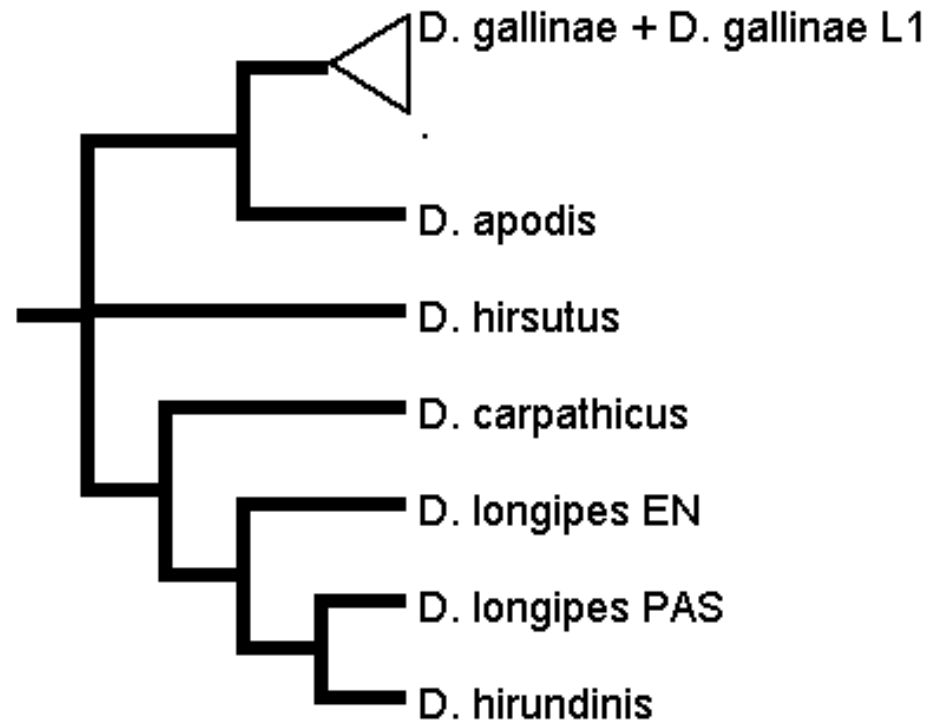 D. gallinae + D. gallinae L1
.
D. apodis
D. hirsutus
D. carpathicus
D. longipes EN
D. longipes PAS
D. hirundinis